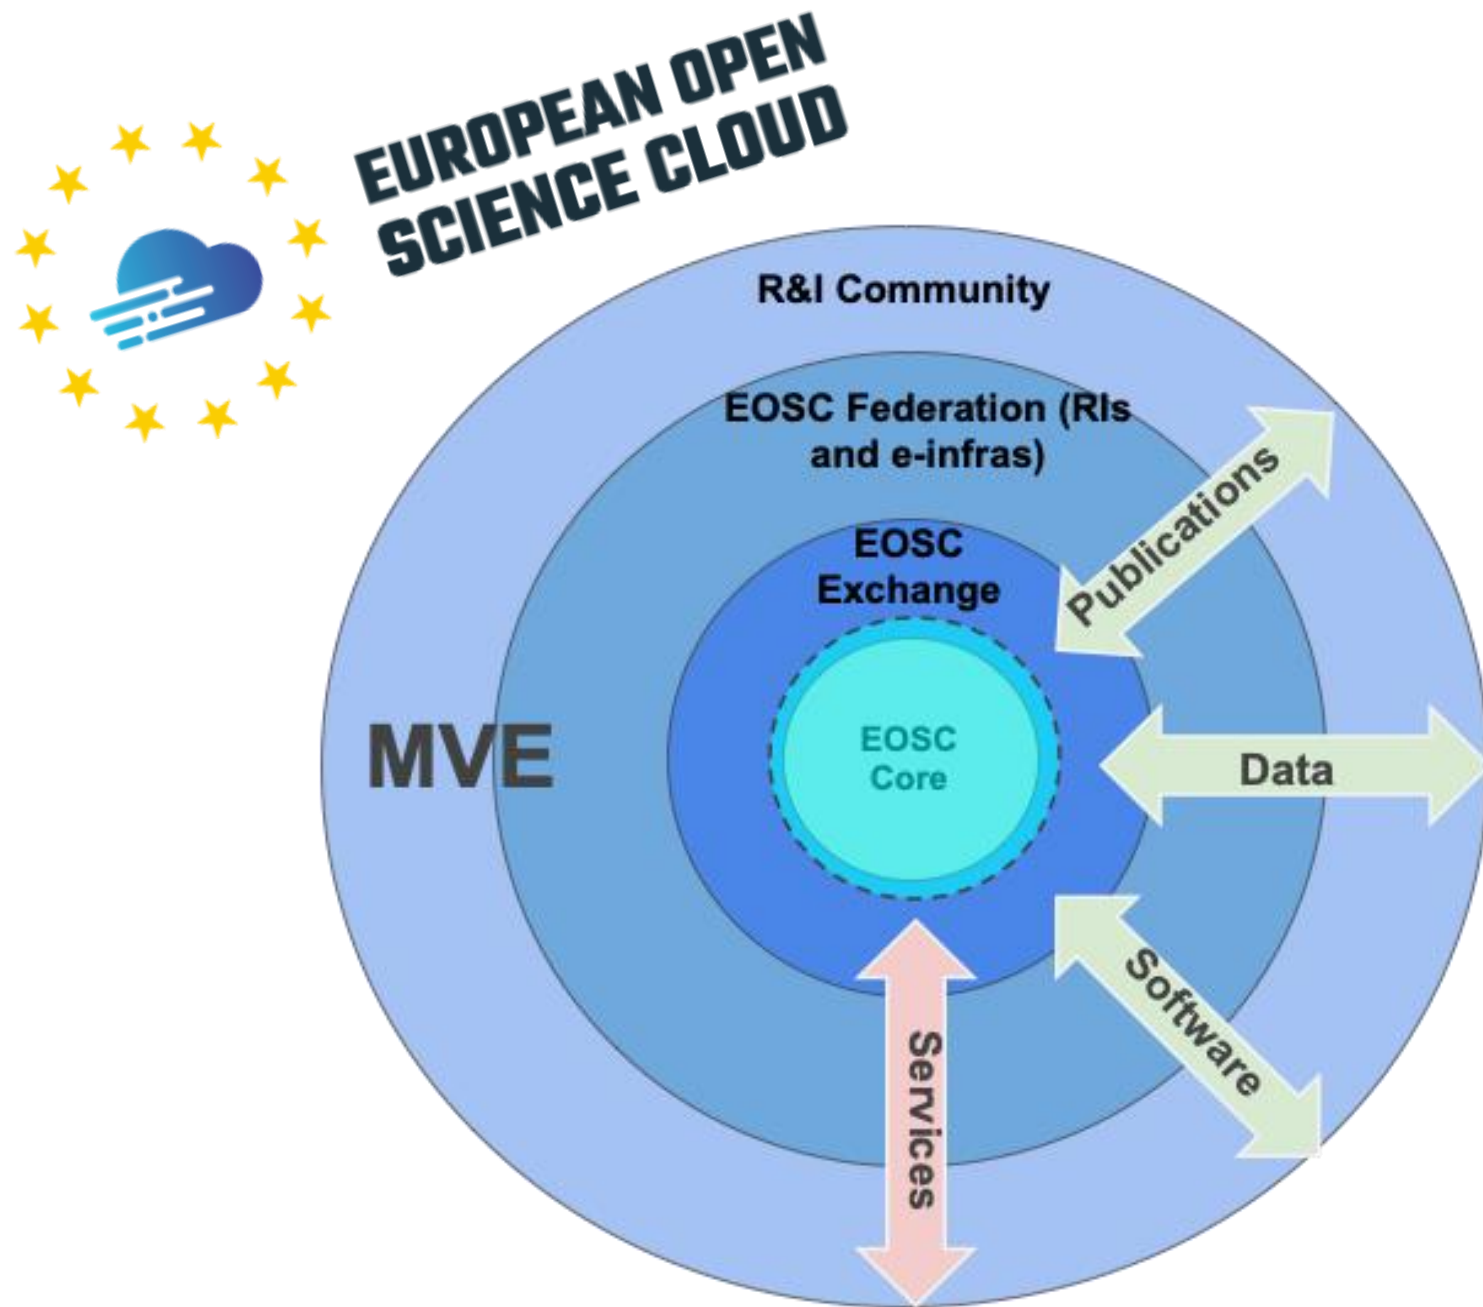 EUROPEAN OPEN
SCIENCE CLOUD
R&I Community
EOSC Federation (RIs
and e-infras)
Publications
EOSC
Exchange
MVE
EOSC
Core
Data
Software
Services